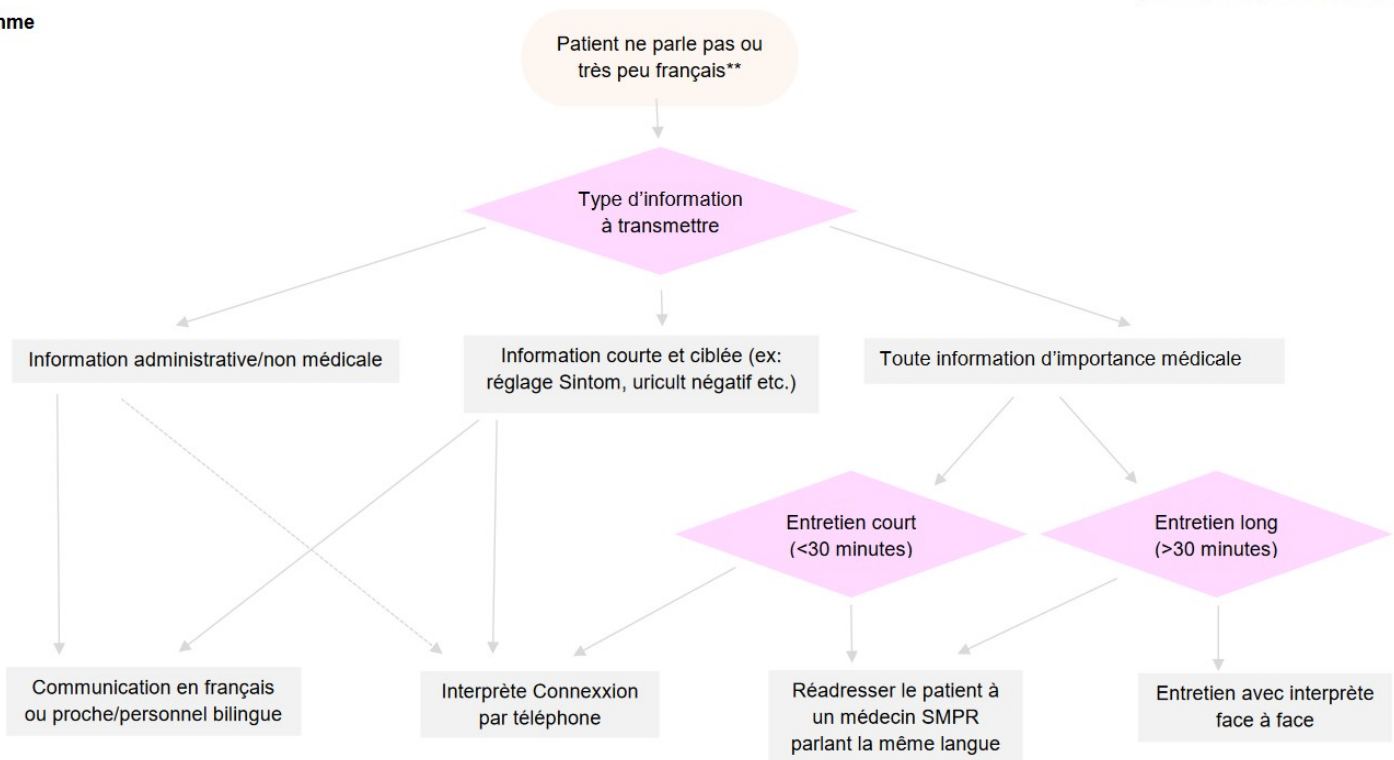 Patient ne parle pas ou
très peu français**
Type d'information
à transmettre
Information administrative/non médicale
Information courte et ciblée (ex:
réglage Sintom, uricult négatif etc.)
Toute information d'importance médicale
Entretien court
(<30 minutes)
Entretien long
(>30 minutes)
Communication en français
ou proche/personnel bilingue
Interprète Connexxion
par téléphone
Réadresser le patient à
un médecin SMPR
parlant la même langue
Entretien avec interprète
face à face